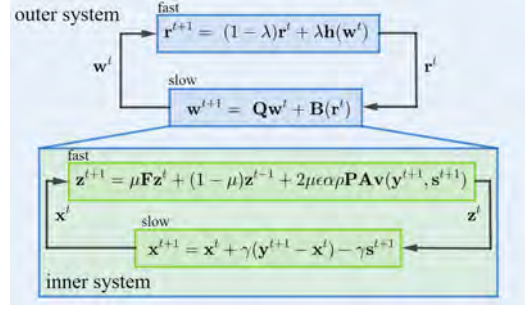 outer system
fast
r^{t+1} = (1 − λ)r^t + λh(w^t)
w^t
r^t
slow
w^{t+1} = Qw^t + B(r^t)
fast
z^{t+1} = μFz^t + (1 − μ)z^{t−1} + 2μϵαρPAv(y^{t+1}, s^{t+1})
x^t
z^t
slow
x^{t+1} = x^t + γ(y^{t+1} − x^t) − γs^{t+1}
inner system